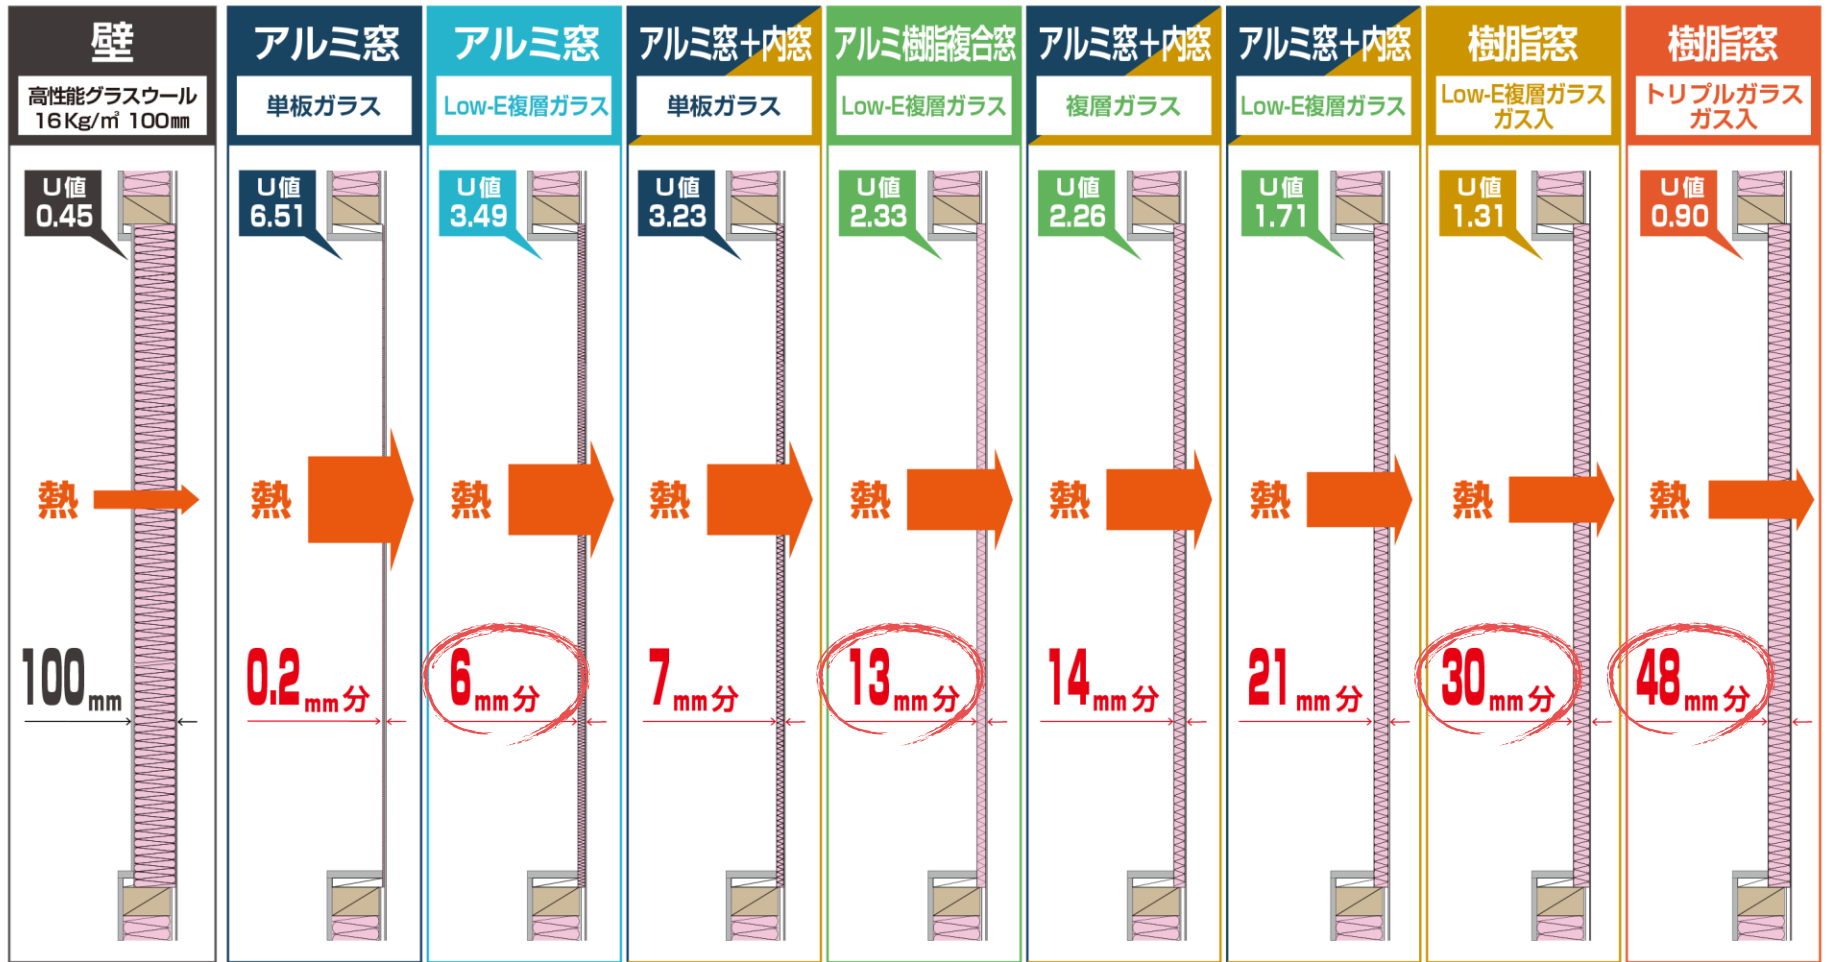 壁
高性能グラスウール
16Kg/㎥ 100㎜
U値
0.45
熱
100mm
アルミ窓
単板ガラス
U値
6.51
熱
0.2mm分
アルミ窓
Low-E複層ガラス
U値
3.49
熱
6mm分
アルミ窓+内窓
単板ガラス
U値
3.23
熱
7mm分
アルミ樹脂複合窓
Low-E複層ガラス
U値
2.33
熱
13mm分
アルミ窓+内窓
複層ガラス
U値
2.26
熱
14mm分
アルミ窓+内窓
Low-E複層ガラス
U値
1.71
熱
21mm分
樹脂窓
Low-E複層ガラス
ガス入
U値
1.31
熱
30mm分
樹脂窓
トリプルガラス
ガス入
U値
0.90
熱
48mm分